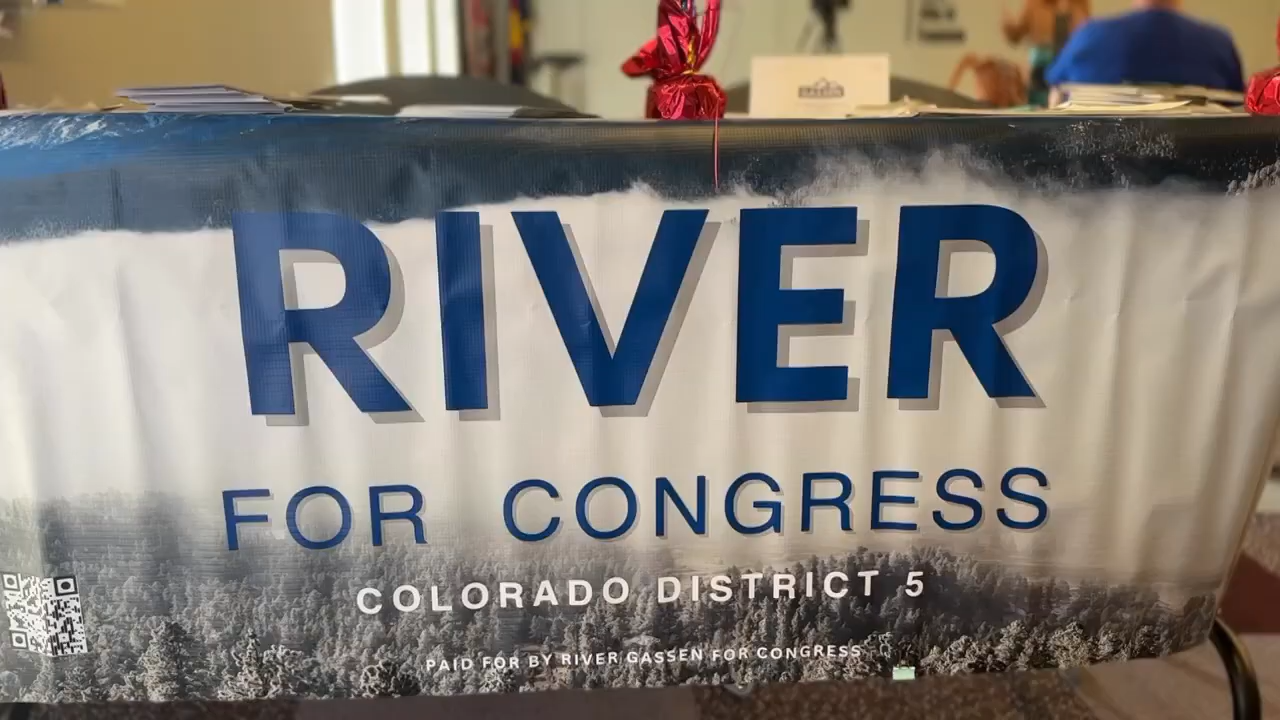 RIVER
FOR CONGRESS
COLORADO DISTRICT 5
PAID FOR BY RIVER GASSEN FOR CONGRESS